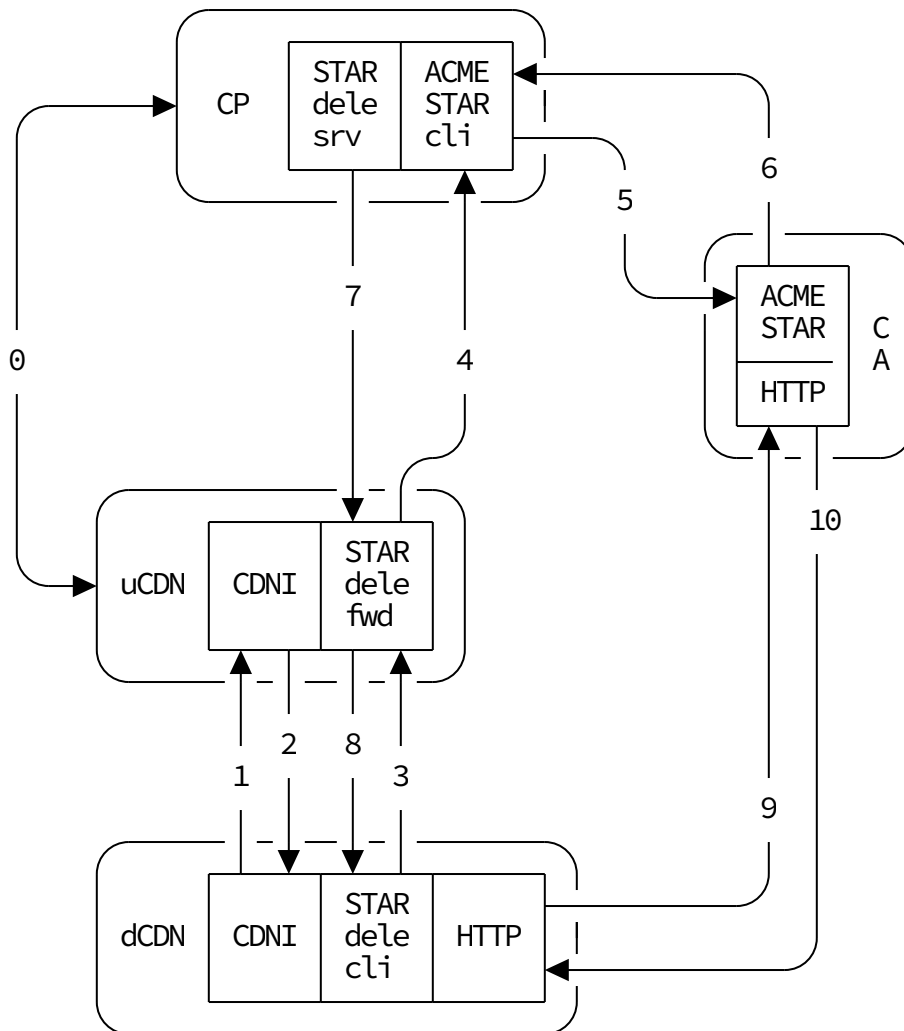 STAR
dele
srv
ACME
STAR
cli
CP
6
5
7
ACME
STAR
C
A
HTTP
0
4
10
uCDN
CDNI
STAR
dele
fwd
2
8
1
3
9
dCDN
CDNI
STAR
dele
cli
HTTP